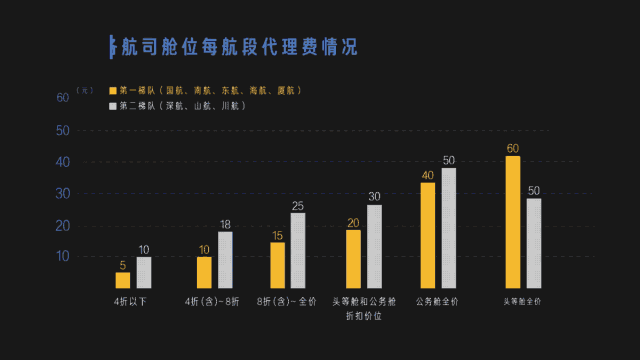 各航司舱位每航段代理费情况
(元)
第一梯队(国航、南航、东航、海航、厦航)
第二梯队(深航、山航、川航)
60
50
40
30
20
10
5
10
10
18
15
25
20
30
40
50
60
50
4折以下
4折(含)-8折
8折(含)-全价
头等舱和公务舱
折扣价位
公务舱全价
头等舱全价